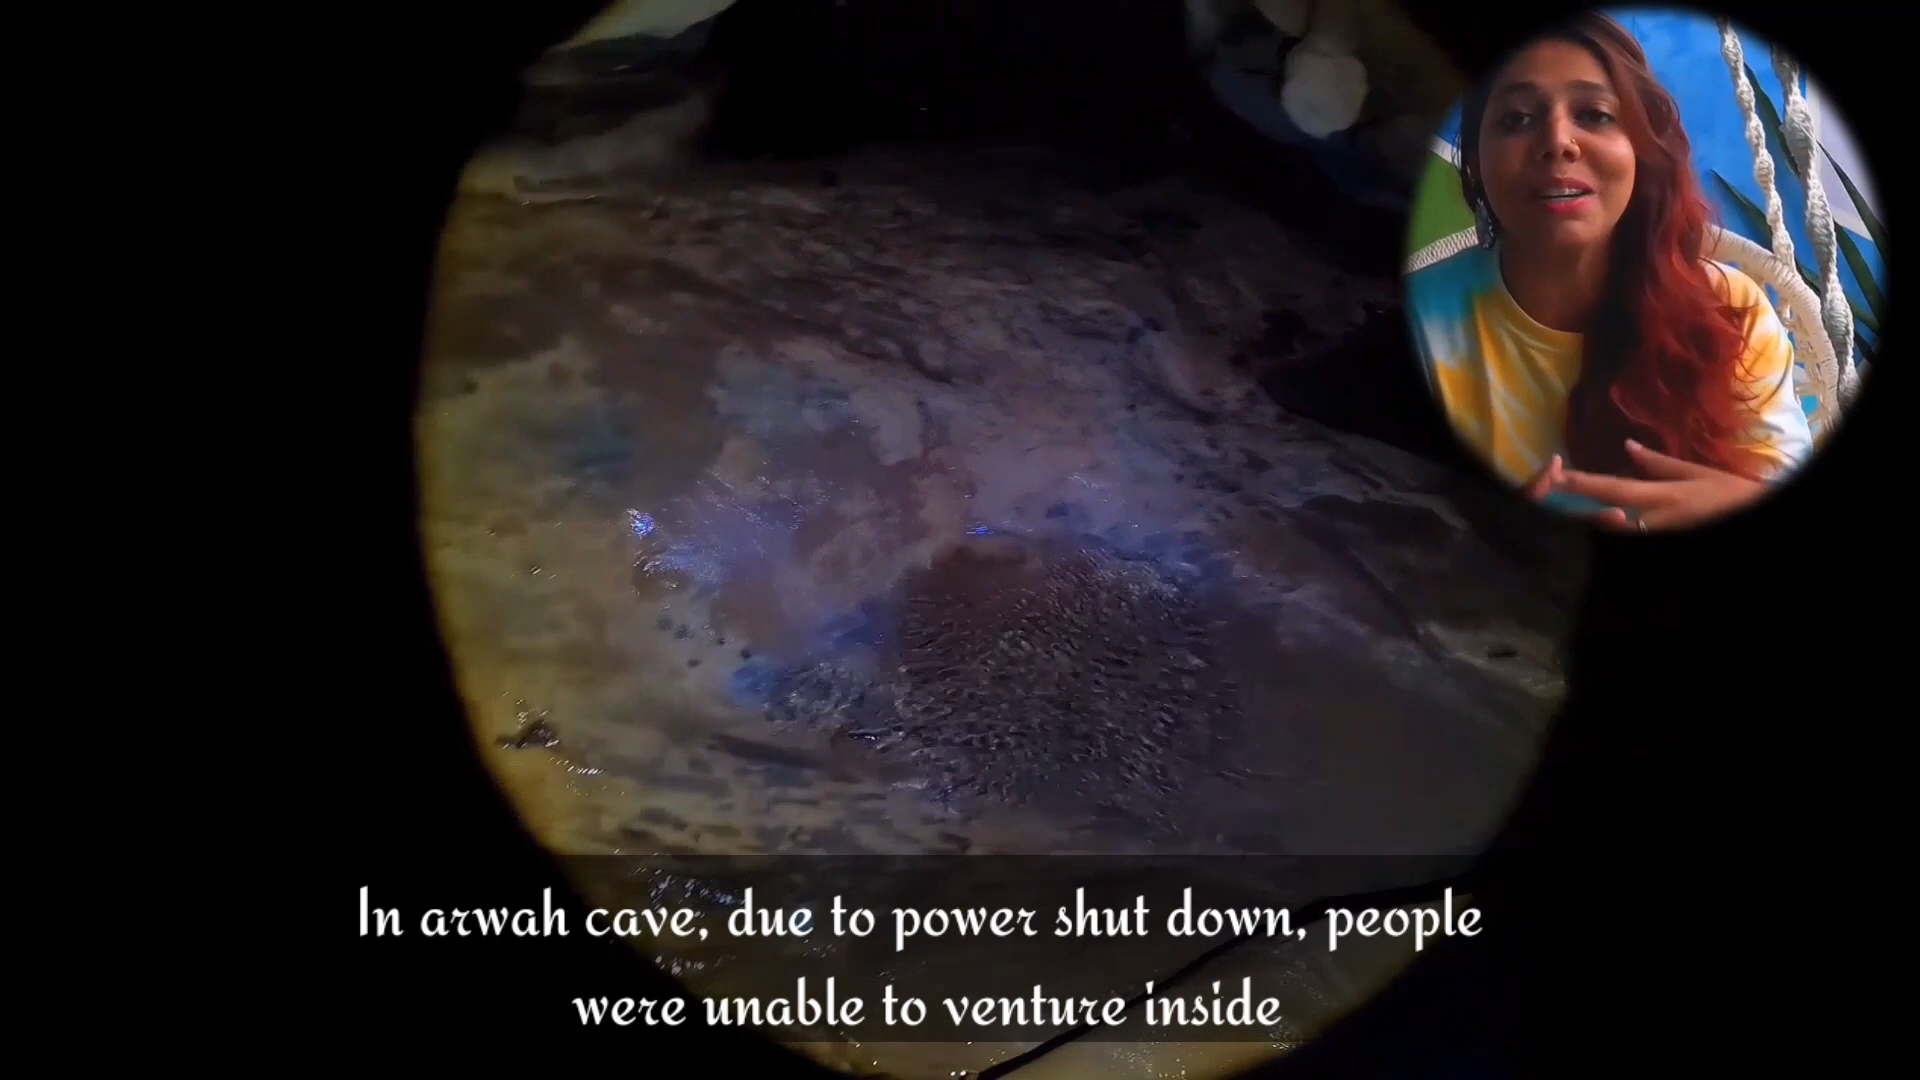 In arwah cave, due to power shut down, people
were unable to venture inside